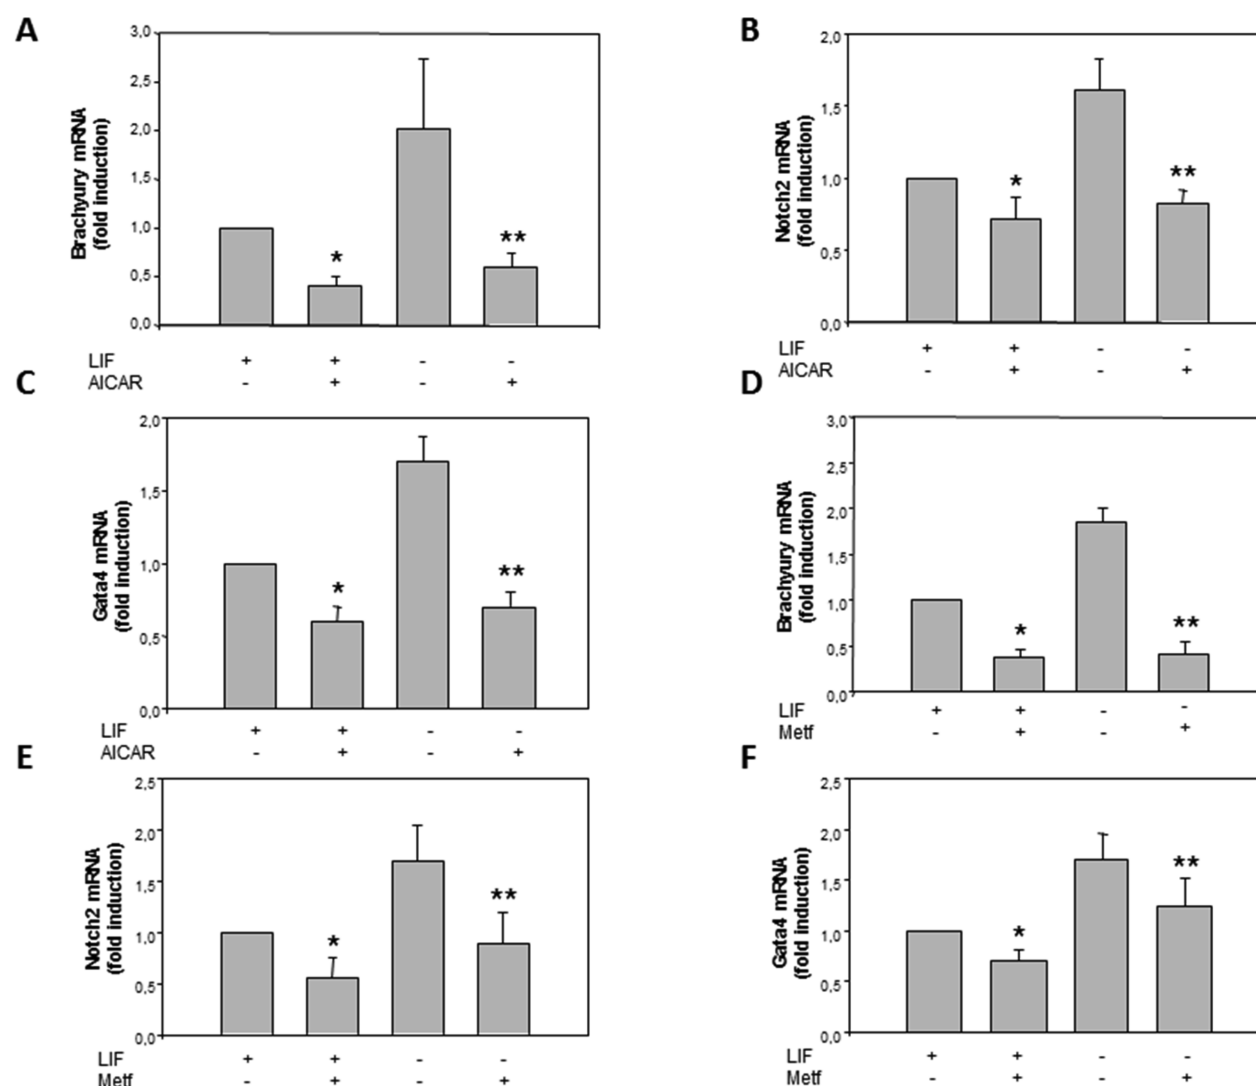 A
Brachyury mRNA
(fold induction)
3,0
2,5
2,0
1,5
1,0
0,5
0,0
*
**
LIF + + - -
AICAR - + - +
B
Notch2 mRNA
(fold induction)
2,0
1,5
1,0
0,5
0,0
*
**
LIF + + - -
AICAR - + - +
C
Gata4 mRNA
(fold induction)
2,0
1,5
1,0
0,5
0,0
*
**
LIF + + - -
AICAR - + - +
D
Brachyury mRNA
(fold induction)
3,0
2,5
2,0
1,5
1,0
0,5
0,0
*
**
LIF + + - -
Metf - + - +
E
Notch2 mRNA
(fold induction)
2,5
2,0
1,5
1,0
0,5
0,0
*
**
LIF + + - -
Metf - + - +
F
Gata4 mRNA
(fold induction)
2,5
2,0
1,5
1,0
0,5
0,0
*
**
LIF + + - -
Metf - + - +